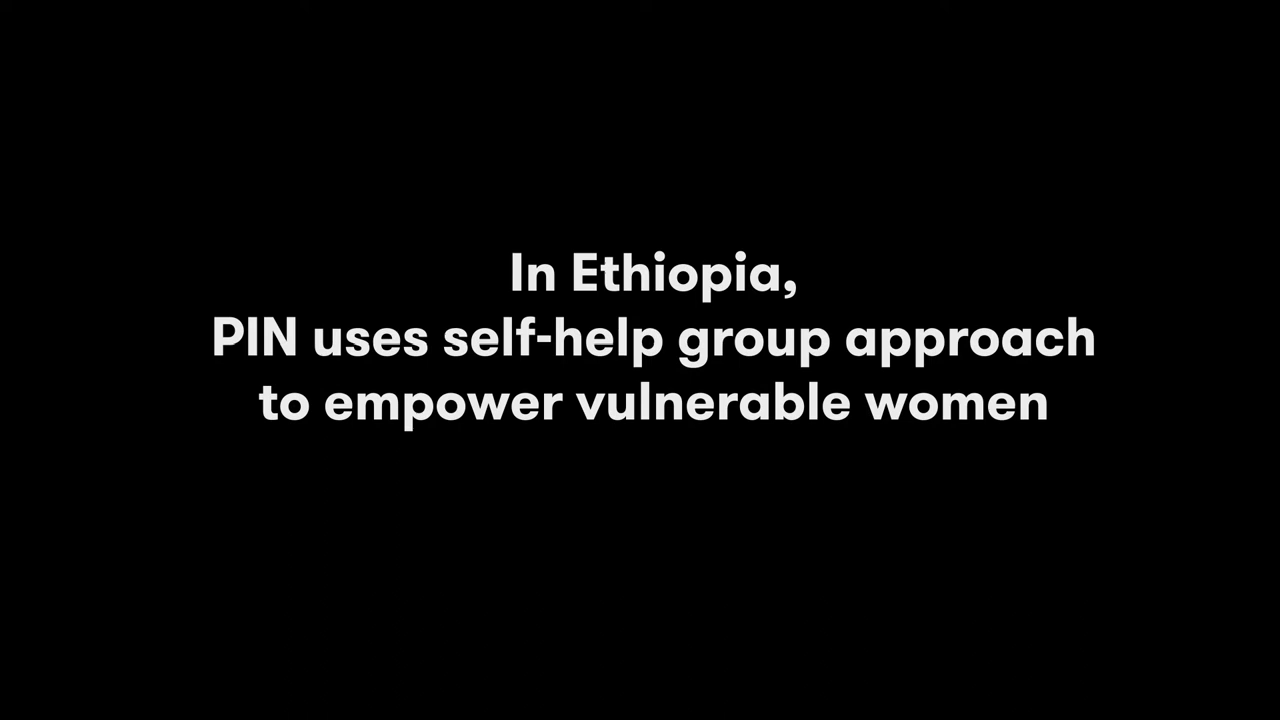 In Ethiopia,
PIN uses self-help group approach
to empower vulnerable women